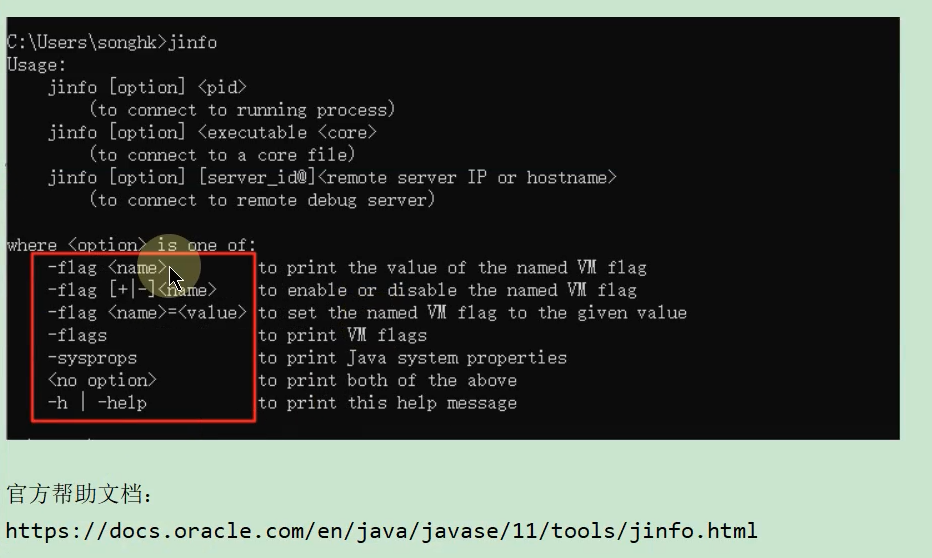 C:\Users\songhk>jinfo
Usage:
    jinfo [option] <pid>
        (to connect to running process)
    jinfo [option] <executable <core>
        (to connect to a core file)
    jinfo [option] [server_id@]<remote server IP or hostname>
        (to connect to remote debug server)

where <option> is one of:
    -flag <name>         to print the value of the named VM flag
    -flag [+|-]<name>    to enable or disable the named VM flag
    -flag <name>=<value> to set the named VM flag to the given value
    -flags               to print VM flags
    -sysprops            to print Java system properties
    <no option>          to print both of the above
    -h | -help           to print this help message
官方帮助文档：
https://docs.oracle.com/en/java/javase/11/tools/jinfo.html